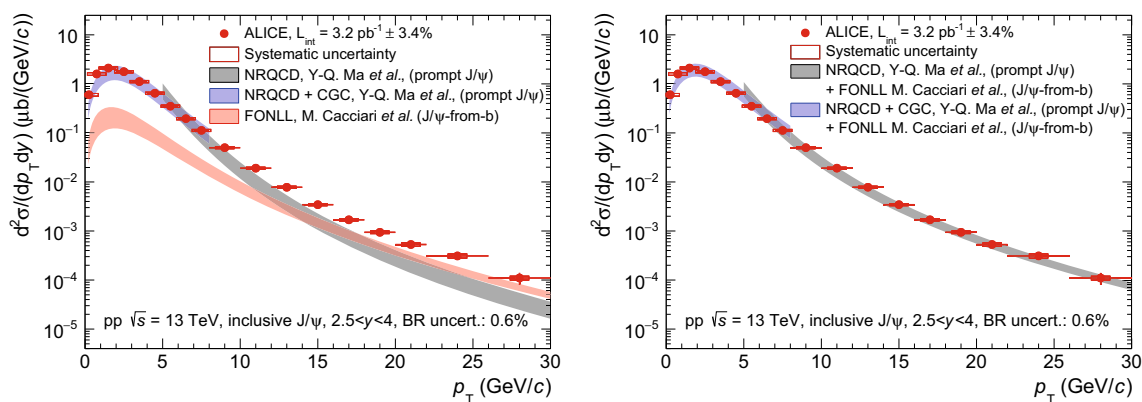 d²σ/(dp_T dy) (μb/(GeV/c))
10
1
10⁻¹
10⁻²
10⁻³
10⁻⁴
10⁻⁵
ALICE, L_int = 3.2 pb⁻¹ ± 3.4%
Systematic uncertainty
NRQCD, Y-Q. Ma et al., (prompt J/ψ)
NRQCD + CGC, Y-Q. Ma et al., (prompt J/ψ)
FONLL, M. Cacciari et al. (J/ψ-from-b)
pp √s = 13 TeV, inclusive J/ψ, 2.5<y<4, BR uncert.: 0.6%
0 5 10 15 20 25 30
p_T (GeV/c)
d²σ/(dp_T dy) (μb/(GeV/c))
10
1
10⁻¹
10⁻²
10⁻³
10⁻⁴
10⁻⁵
ALICE, L_int = 3.2 pb⁻¹ ± 3.4%
Systematic uncertainty
NRQCD, Y-Q. Ma et al., (prompt J/ψ)
+ FONLL M. Cacciari et al., (J/ψ-from-b)
NRQCD + CGC, Y-Q. Ma et al., (prompt J/ψ)
+ FONLL M. Cacciari et al., (J/ψ-from-b)
pp √s = 13 TeV, inclusive J/ψ, 2.5<y<4, BR uncert.: 0.6%
0 5 10 15 20 25 30
p_T (GeV/c)